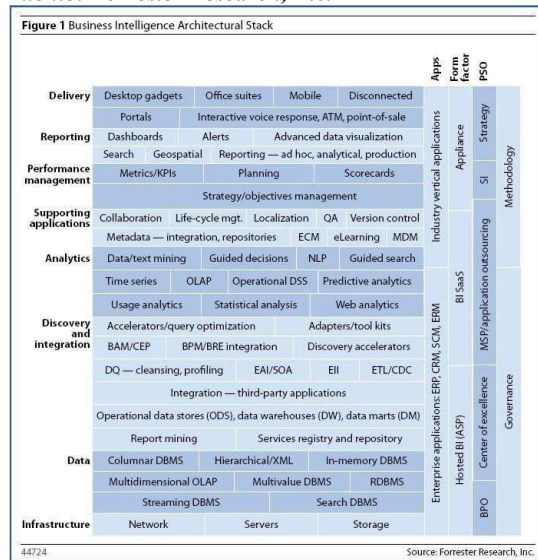 Figure 1 Business Intelligence Architectural Stack
Apps
Form factor
PSO
Delivery
Desktop gadgets Office suites Mobile Disconnected
Portals Interactive voice response, ATM, point-of-sale
Reporting
Dashboards Alerts Advanced data visualization
Search Geospatial Reporting — ad hoc, analytical, production
Performance management
Metrics/KPIs Planning Scorecards
Strategy/objectives management
Supporting applications
Collaboration Life-cycle mgt. Localization QA Version control
Metadata — integration, repositories ECM eLearning MDM
Analytics
Data/text mining Guided decisions NLP Guided search
Time series OLAP Operational DSS Predictive analytics
Usage analytics Statistical analysis Web analytics
Discovery and integration
Accelerators/query optimization Adapters/tool kits
BAM/CEP BPM/BRE integration Discovery accelerators
DQ — cleansing, profiling EAI/SOA EII ETL/CDC
Integration — third-party applications
Operational data stores (ODS), data warehouses (DW), data marts (DM)
Report mining Services registry and repository
Data
Columnar DBMS Hierarchical/XML In-memory DBMS
Multidimensional OLAP Multivalue DBMS RDBMS
Streaming DBMS Search DBMS
Infrastructure
Network Servers Storage
Industry vertical applications
Enterprise applications: ERP, CRM, SCM, ERM
Appliance
BI SaaS
Hosted BI (ASP)
Strategy
SI
MSP/application outsourcing
Center of excellence
BPO
Methodology
Governance
44724
Source: Forrester Research, Inc.